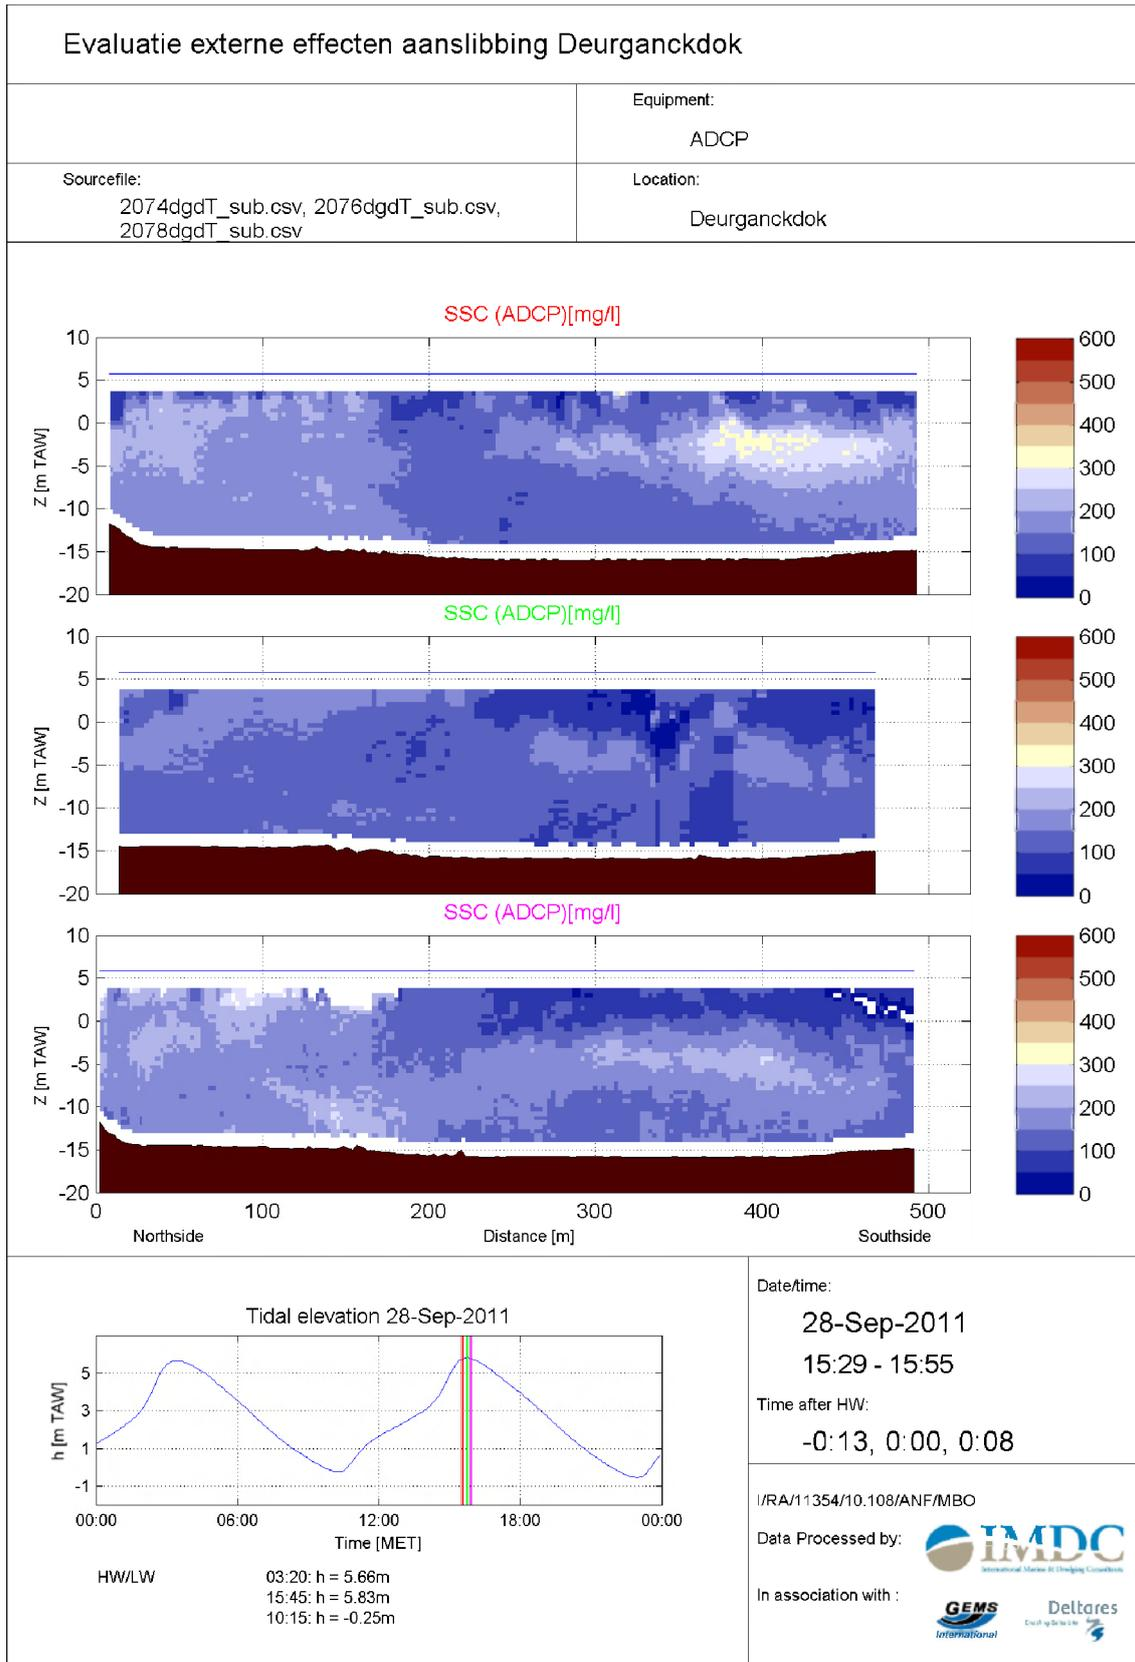 Evaluatie externe effecten aanslibbing Deurganckdok
Equipment:
ADCP
Sourcefile:
2074dgdT_sub.csv, 2076dgdT_sub.csv,
2078dgdT_sub.csv
Location:
Deurganckdok
SSC (ADCP)[mg/l]
10
5
0
-5
-10
-15
-20
Z [m TAW]
600
500
400
300
200
100
0
SSC (ADCP)[mg/l]
10
5
0
-5
-10
-15
-20
Z [m TAW]
600
500
400
300
200
100
0
SSC (ADCP)[mg/l]
10
5
0
-5
-10
-15
-20
Z [m TAW]
600
500
400
300
200
100
0
0 100 200 300 400 500
Northside Distance [m] Southside
Tidal elevation 28-Sep-2011
5
3
1
-1
h [m TAW]
00:00 06:00 12:00 18:00 00:00
Time [MET]
HW/LW 03:20: h = 5.66m
15:45: h = 5.83m
10:15: h = -0.25m
Date/time:
28-Sep-2011
15:29 - 15:55
Time after HW:
-0:13, 0:00, 0:08
I/RA/11354/10.108/ANF/MBO
Data Processed by:
IMDC
International Marine & Dredging Consultants
In association with :
GEMS
International
Deltares